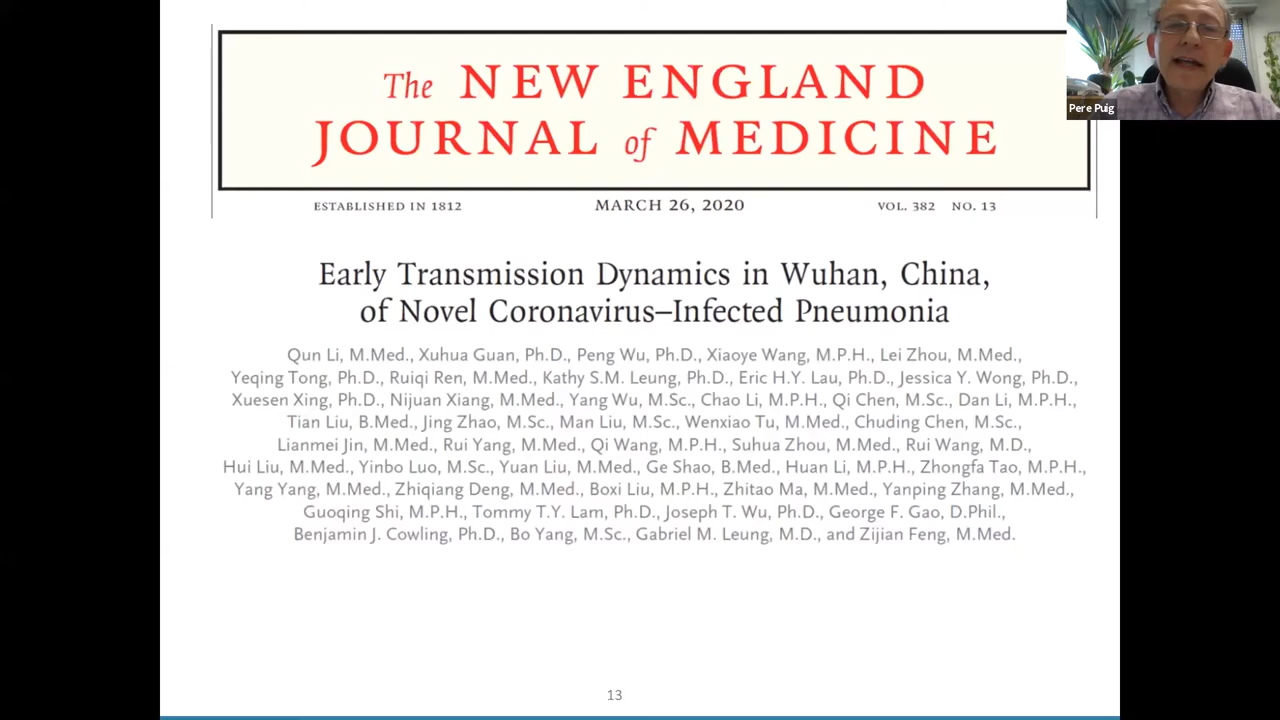 The NEW ENGLAND
JOURNAL of MEDICINE
ESTABLISHED IN 1812
MARCH 26, 2020
VOL. 382 NO. 13
Early Transmission Dynamics in Wuhan, China,
of Novel Coronavirus–Infected Pneumonia
Qun Li, M.Med., Xuhua Guan, Ph.D., Peng Wu, Ph.D., Xiaoye Wang, M.P.H., Lei Zhou, M.Med.,
Yeqing Tong, Ph.D., Ruiqi Ren, M.Med., Kathy S.M. Leung, Ph.D., Eric H.Y. Lau, Ph.D., Jessica Y. Wong, Ph.D.,
Xuesen Xing, Ph.D., Nijuan Xiang, M.Med., Yang Wu, M.Sc., Chao Li, M.P.H., Qi Chen, M.Sc., Dan Li, M.P.H.,
Tian Liu, B.Med., Jing Zhao, M.Sc., Man Liu, M.Sc., Wenxiao Tu, M.Med., Chuding Chen, M.Sc.,
Lianmei Jin, M.Med., Rui Yang, M.Med., Qi Wang, M.P.H., Suhua Zhou, M.Med., Rui Wang, M.D.,
Hui Liu, M.Med., Yinbo Luo, M.Sc., Yuan Liu, M.Med., Ge Shao, B.Med., Huan Li, M.P.H., Zhongfa Tao, M.P.H.,
Yang Yang, M.Med., Zhiqiang Deng, M.Med., Boxi Liu, M.P.H., Zhitao Ma, M.Med., Yanping Zhang, M.Med.,
Guoqing Shi, M.P.H., Tommy T.Y. Lam, Ph.D., Joseph T. Wu, Ph.D., George F. Gao, D.Phil.,
Benjamin J. Cowling, Ph.D., Bo Yang, M.Sc., Gabriel M. Leung, M.D., and Zijian Feng, M.Med.
13
Pere Puig